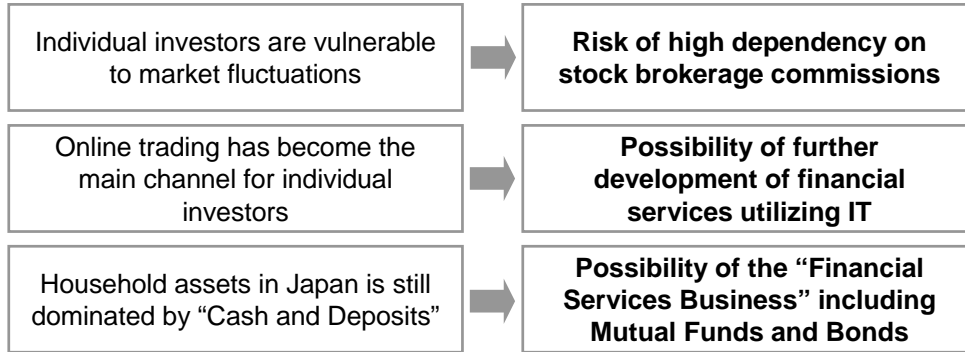 Individual investors are vulnerable
to market fluctuations
Risk of high dependency on
stock brokerage commissions
Online trading has become the
main channel for individual
investors
Possibility of further
development of financial
services utilizing IT
Household assets in Japan is still
dominated by “Cash and Deposits”
Possibility of the “Financial
Services Business” including
Mutual Funds and Bonds